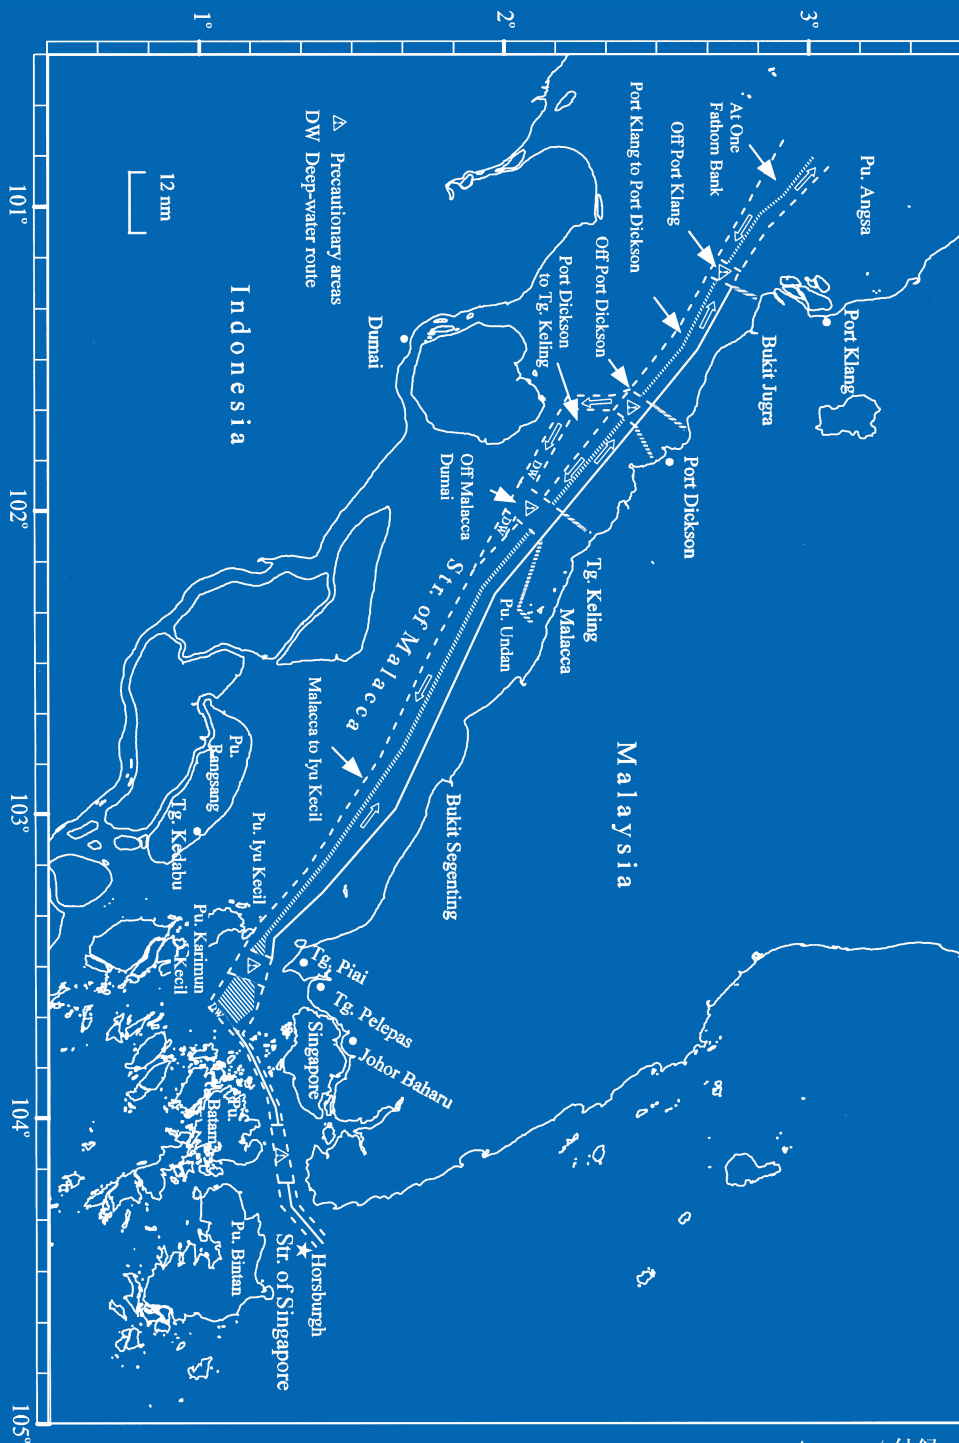 3°
2°
1°
101°
102°
103°
104°
105°
Pu. Angsa
At One
Fathom Bank
Off Port Klang
Port Klang to Port Dickson
Off Port Dickson
Port Dickson
to Tg. Keling
Port Klang
Bukit Jugra
Port Dickson
Tg. Keling
Malacca
Pu. Undan
Off Malacca
Dumai
Str. of Malacca
Malacca to Iyu Kecil
Malaysia
Bukit Segenting
⚠ Precautionary areas
DW Deep-water route
12 nm
Indonesia
Dumai
DW
DW
DW
Pu.
Rangsang
Tg. Kedabu
Pu. Iyu Kecil
Pu. Karimun
Kecil
Tg. Piai
Tg. Pelepas
Johor Baharu
Singapore
Pu.
Batam
Pu. Bintan
Horsburgh
Str. of Singapore